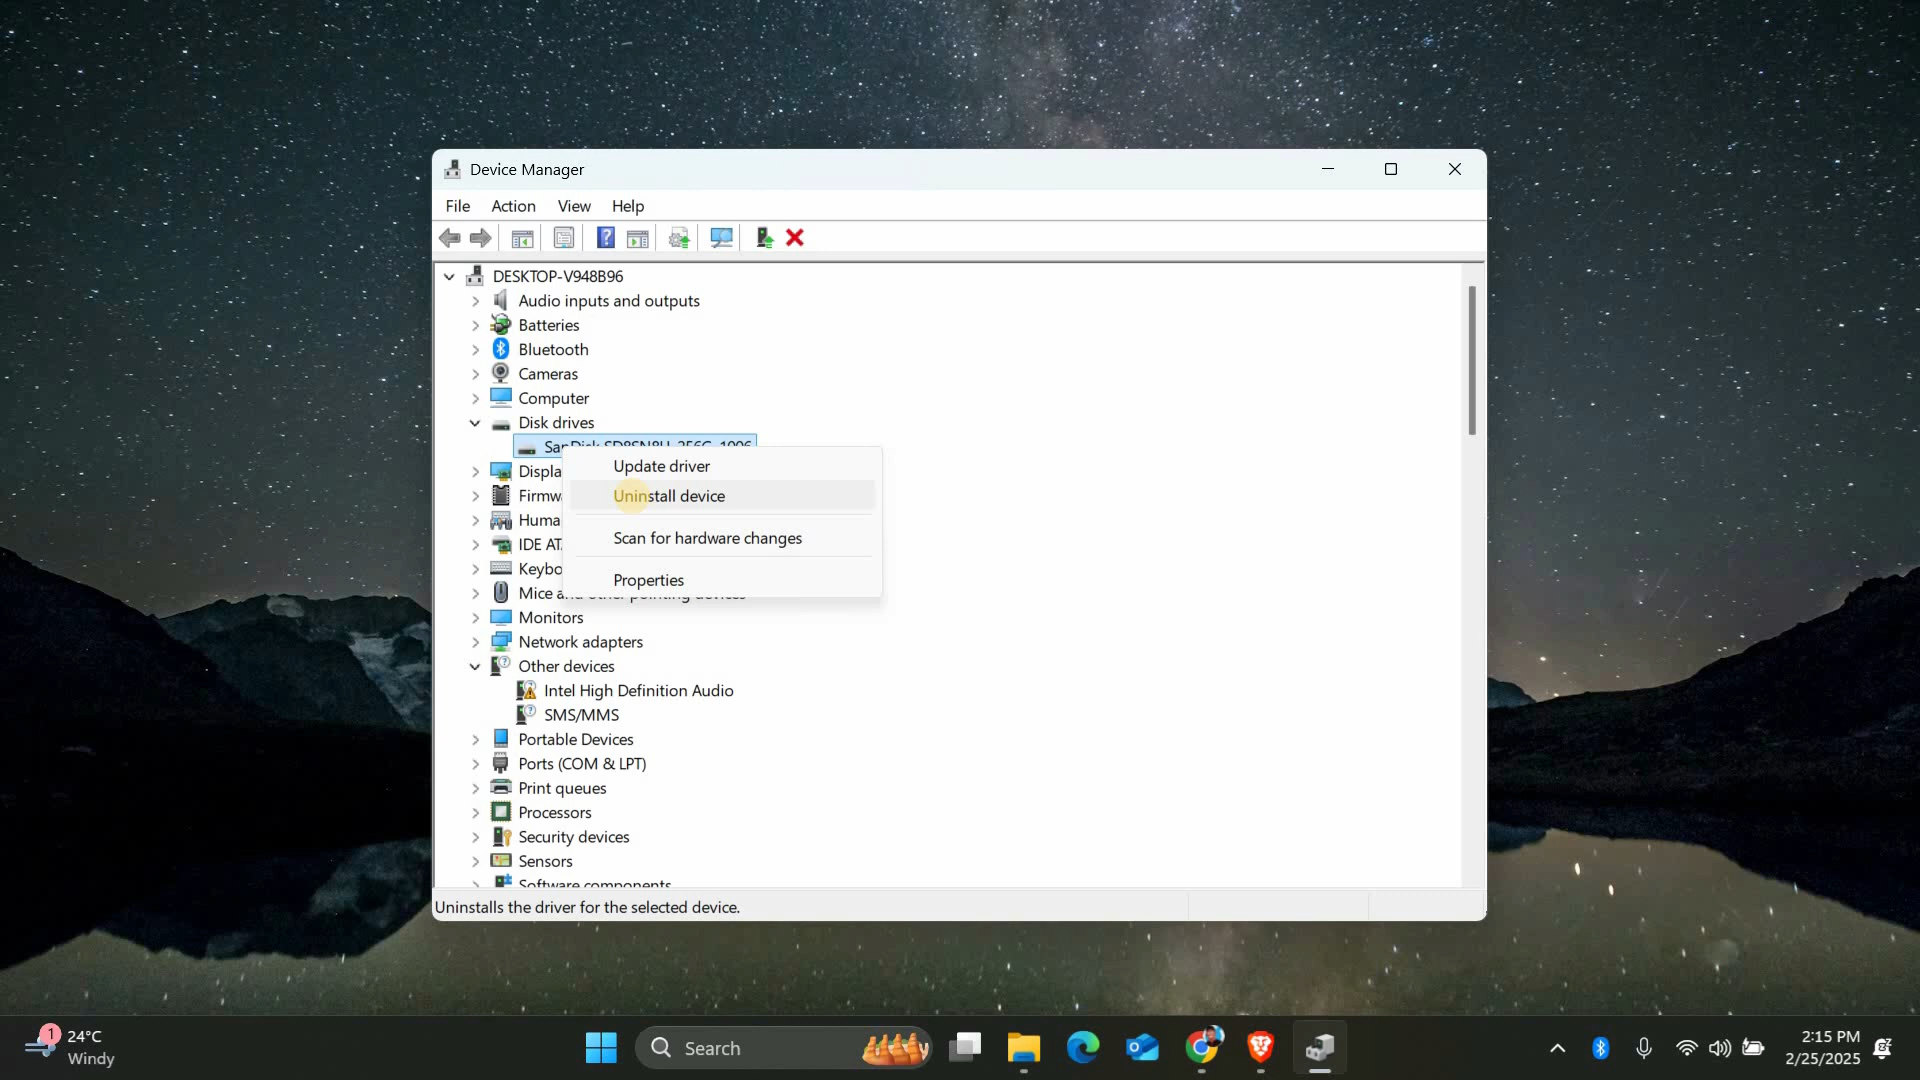 Device Manager
File Action View Help
DESKTOP-V948B96
Audio inputs and outputs
Batteries
Bluetooth
Cameras
Computer
Disk drives
SanDisk SD8SN8U-256G-1006
Update driver
Displa
Uninstall device
Firmw
Huma
Scan for hardware changes
IDE AT
Keybo
Properties
Mice and other pointing devices
Monitors
Network adapters
Other devices
Intel High Definition Audio
SMS/MMS
Portable Devices
Ports (COM & LPT)
Print queues
Processors
Security devices
Sensors
Software components
Uninstalls the driver for the selected device.
1
24°C
Windy
Search
2:15 PM
2/25/2025